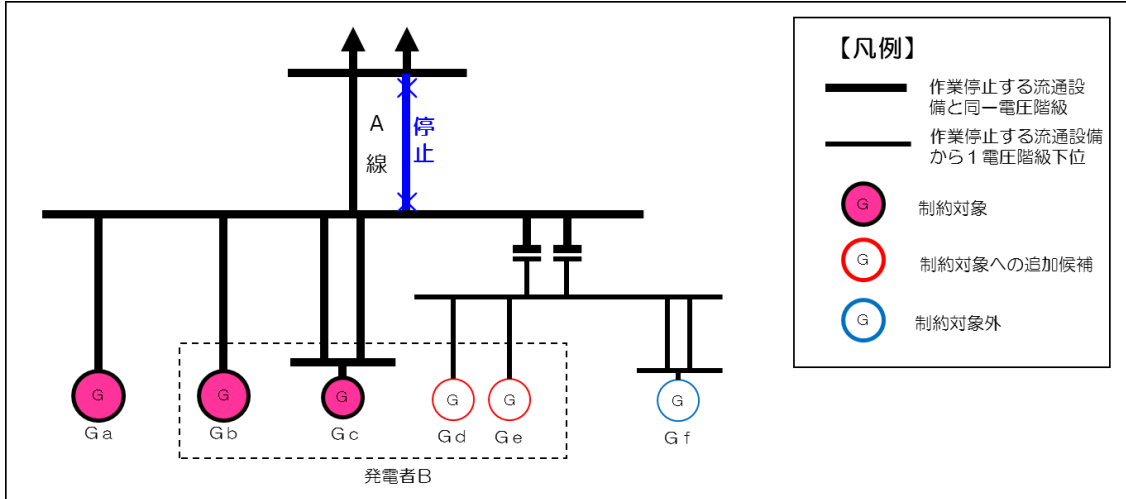 A
線
停止
G
G
G
G
G
G
Ga
Gb
Gc
Gd
Ge
Gf
発電者B
【凡例】
作業停止する流通設
備と同一電圧階級
作業停止する流通設備
から1電圧階級下位
G
制約対象
G
制約対象への追加候補
G
制約対象外